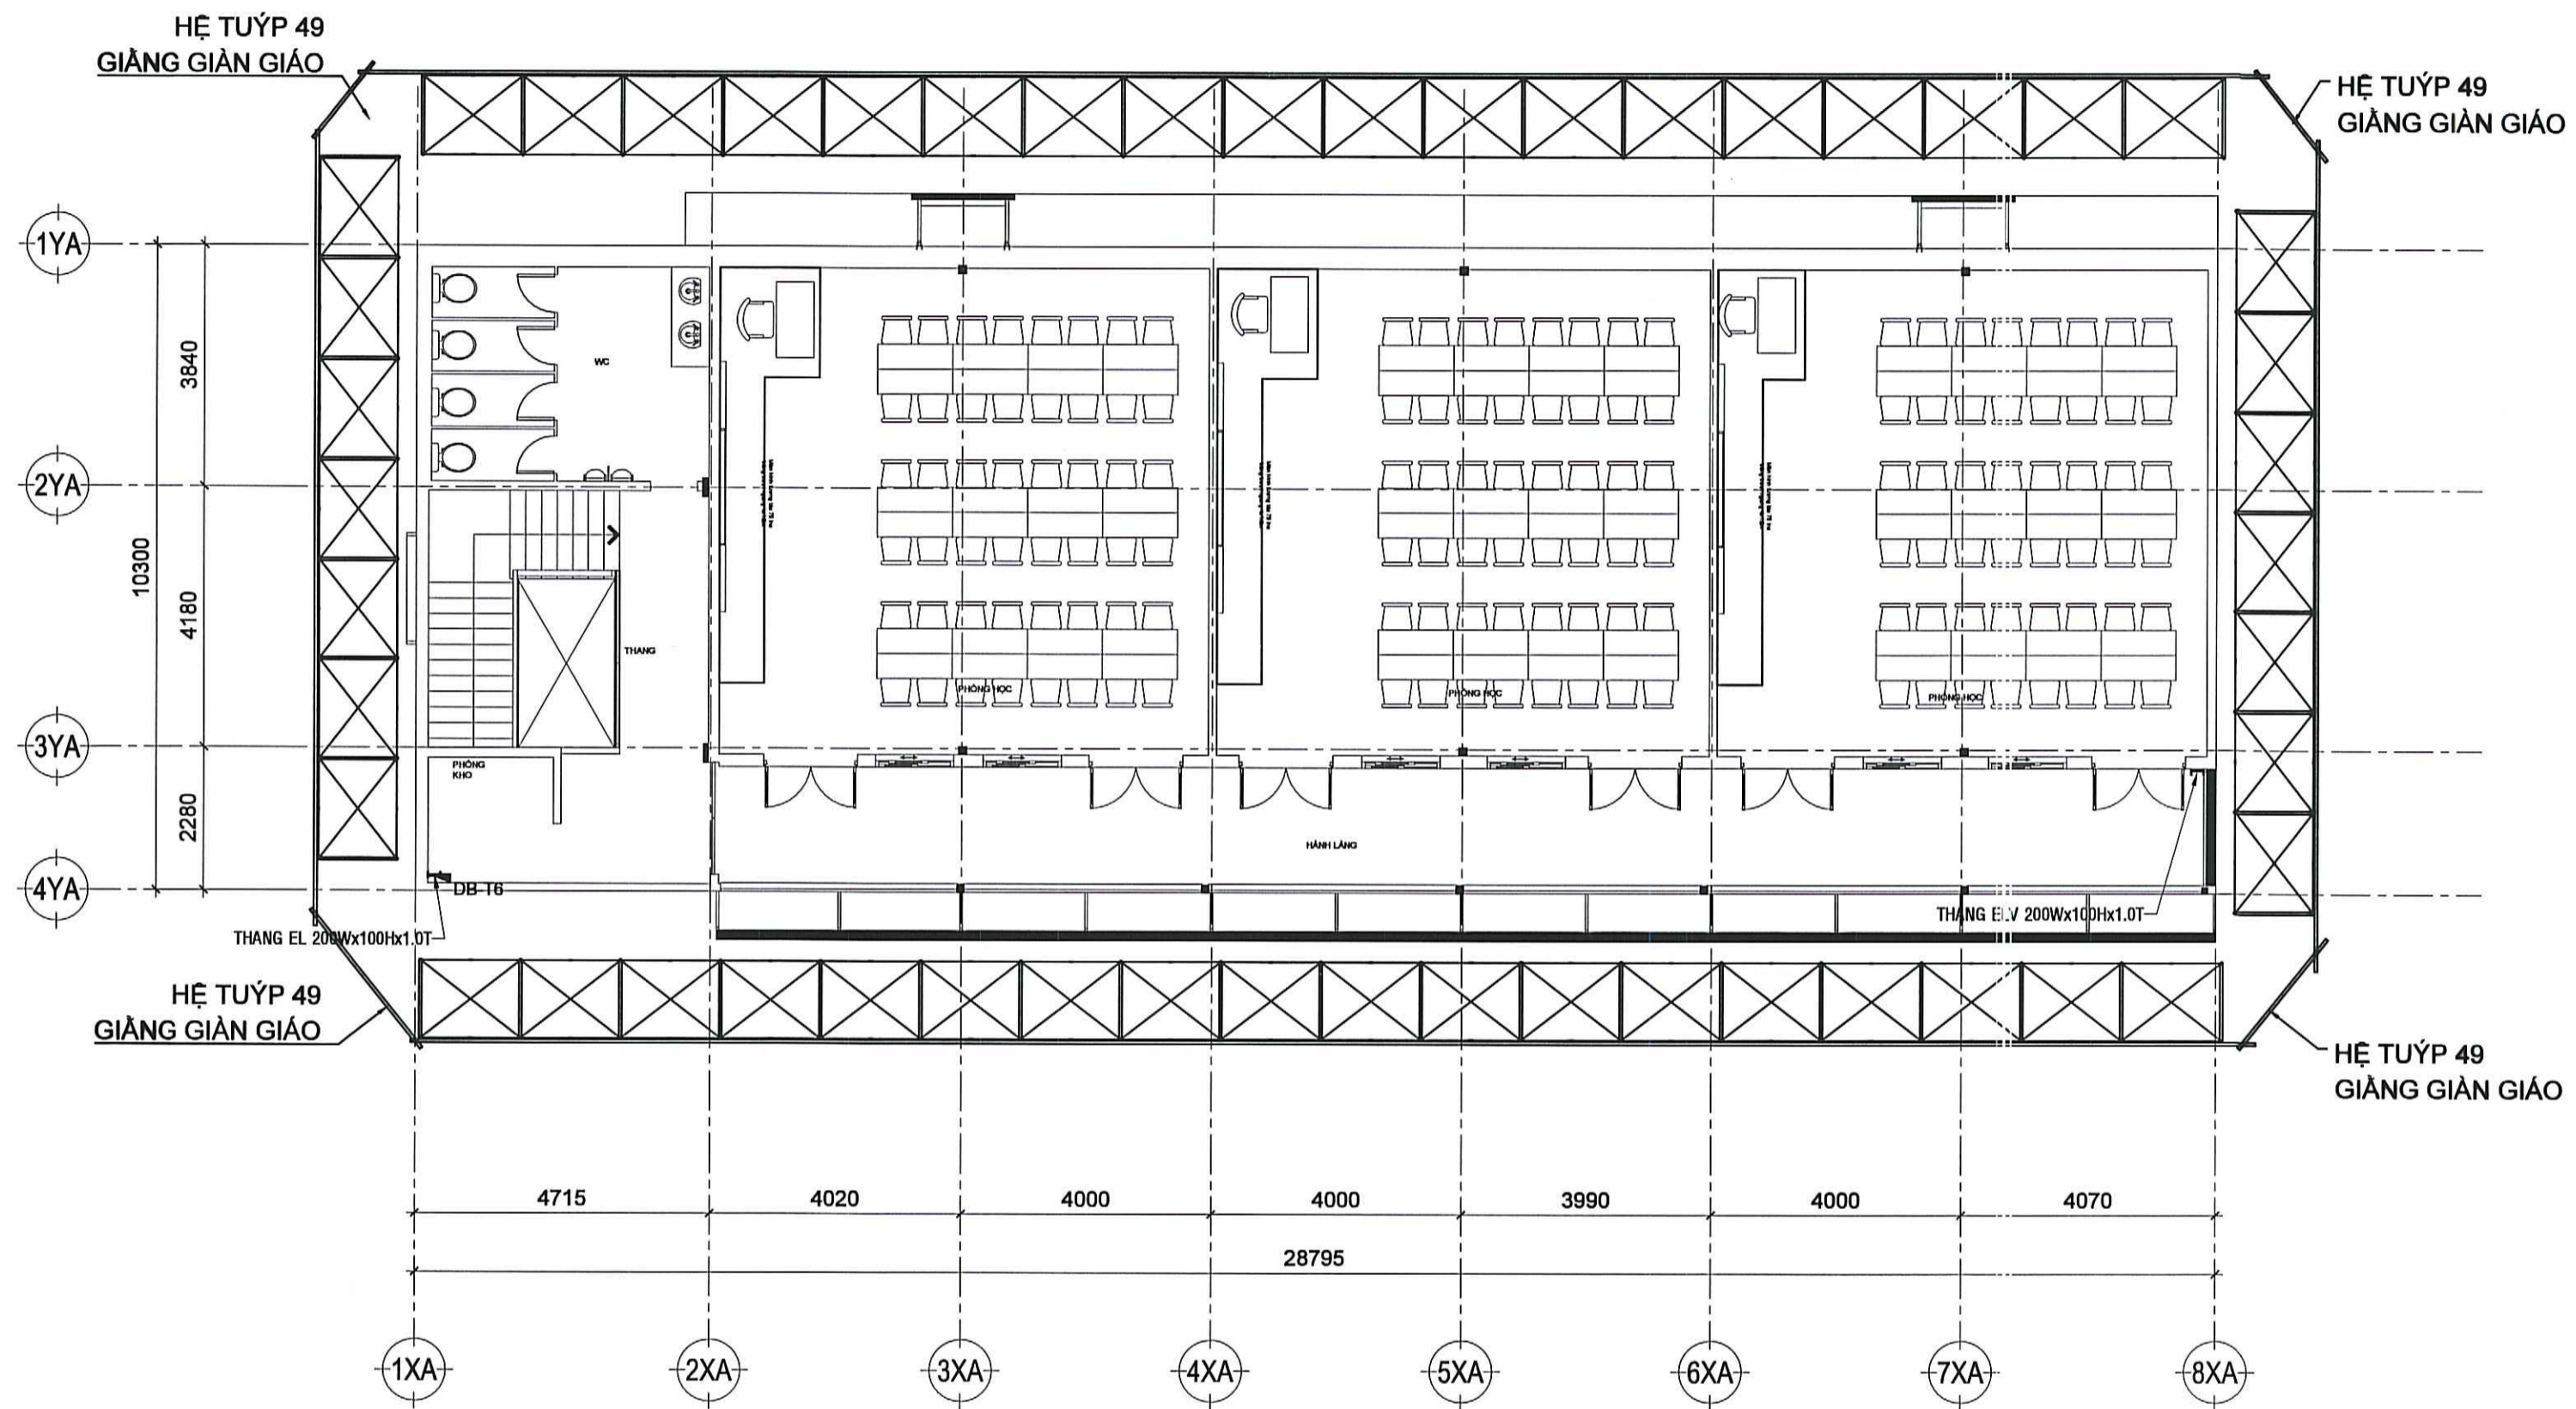 HỆ TUÝP 49
GIẰNG GIÀN GIÁO
HỆ TUÝP 49
GIẰNG GIÀN GIÁO
1YA
2YA
3YA
4YA
3840
4180
2280
10300
WC
THANG
PHÒNG
KHO
PHÒNG HỌC
PHÒNG HỌC
PHÒNG HỌC
HÀNH LANG
DB-T6
THANG EL 200Wx100Hx1.0T
THANG ELV 200Wx100Hx1.0T
HỆ TUÝP 49
GIẰNG GIÀN GIÁO
HỆ TUÝP 49
GIẰNG GIÀN GIÁO
4715
4020
4000
4000
3990
4000
4070
28795
1XA
2XA
3XA
4XA
5XA
6XA
7XA
8XA